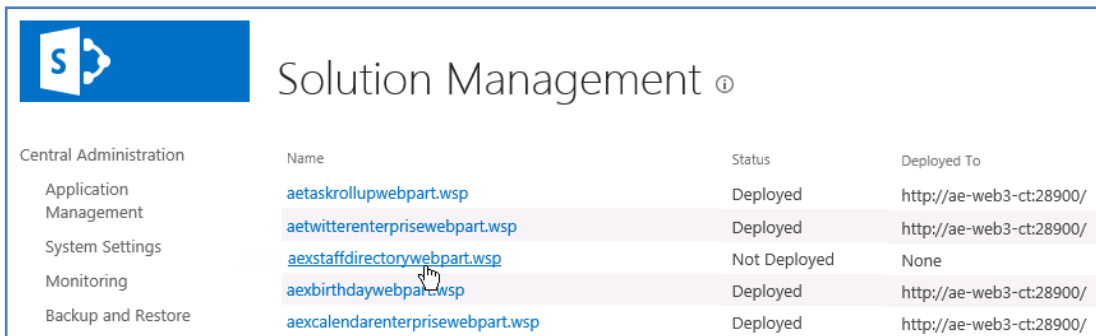 S
Solution Management
Central Administration
Application
Management
System Settings
Monitoring
Backup and Restore
Name Status Deployed To
aetaskrollupwebpart.wsp Deployed http://ae-web3-ct:28900/
aetwitterenterprisewebpart.wsp Deployed http://ae-web3-ct:28900/
aexstaffdirectorywebpart.wsp Not Deployed None
aexbirthdaywebpart.wsp Deployed http://ae-web3-ct:28900/
aexcalendarenterprisewebpart.wsp Deployed http://ae-web3-ct:28900/